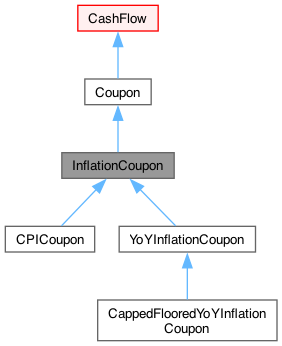 CashFlow
Coupon
InflationCoupon
CPICoupon
YoYInflationCoupon
CappedFlooredYoYInflation
Coupon